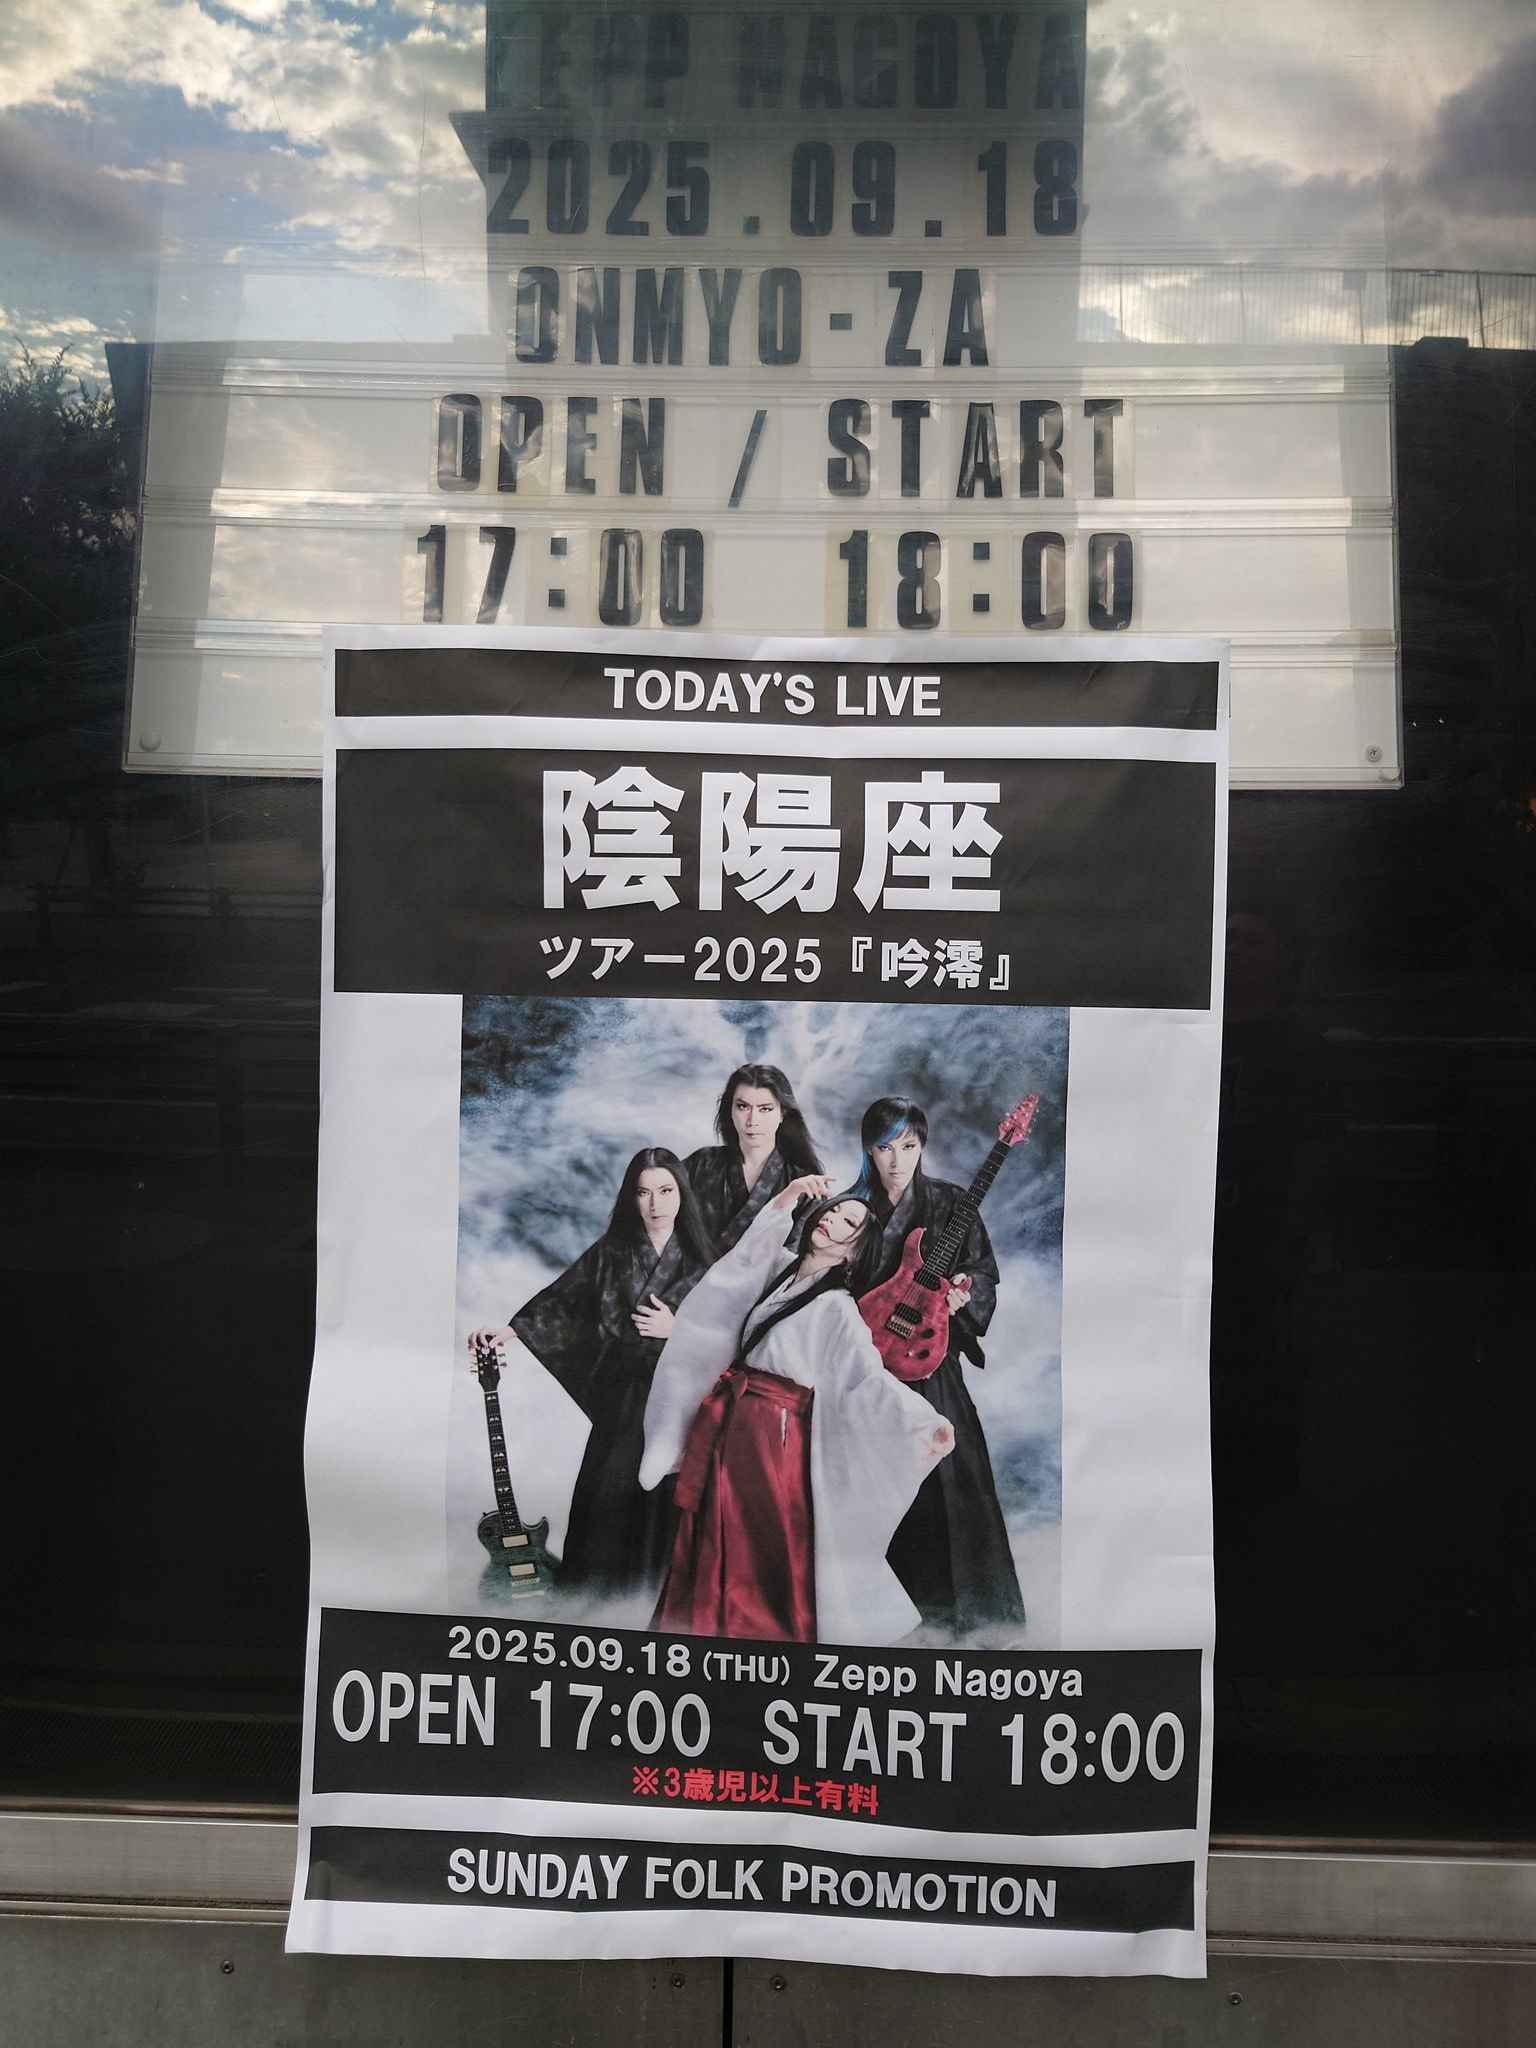 ZEPP NAGOYA
2025.09.18
ONMYO-ZA
OPEN / START
17:00 18:00
TODAY'S LIVE
陰陽座
ツアー2025『吟澪』
2025.09.18(THU) Zepp Nagoya
OPEN 17:00 START 18:00
※3歳児以上有料
SUNDAY FOLK PROMOTION